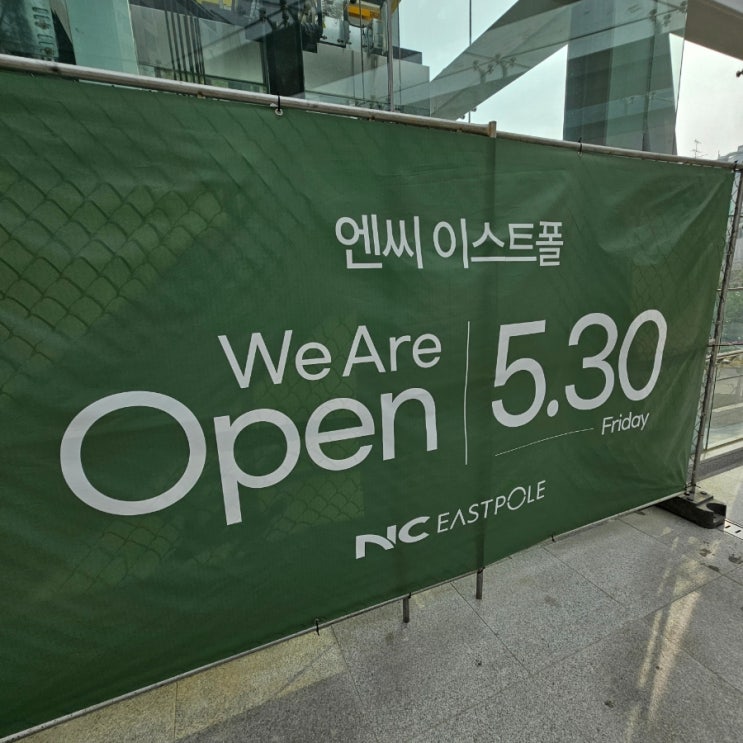 엔씨 이스트폴
We Are
Open
5.30
Friday
NC EASTPOLE